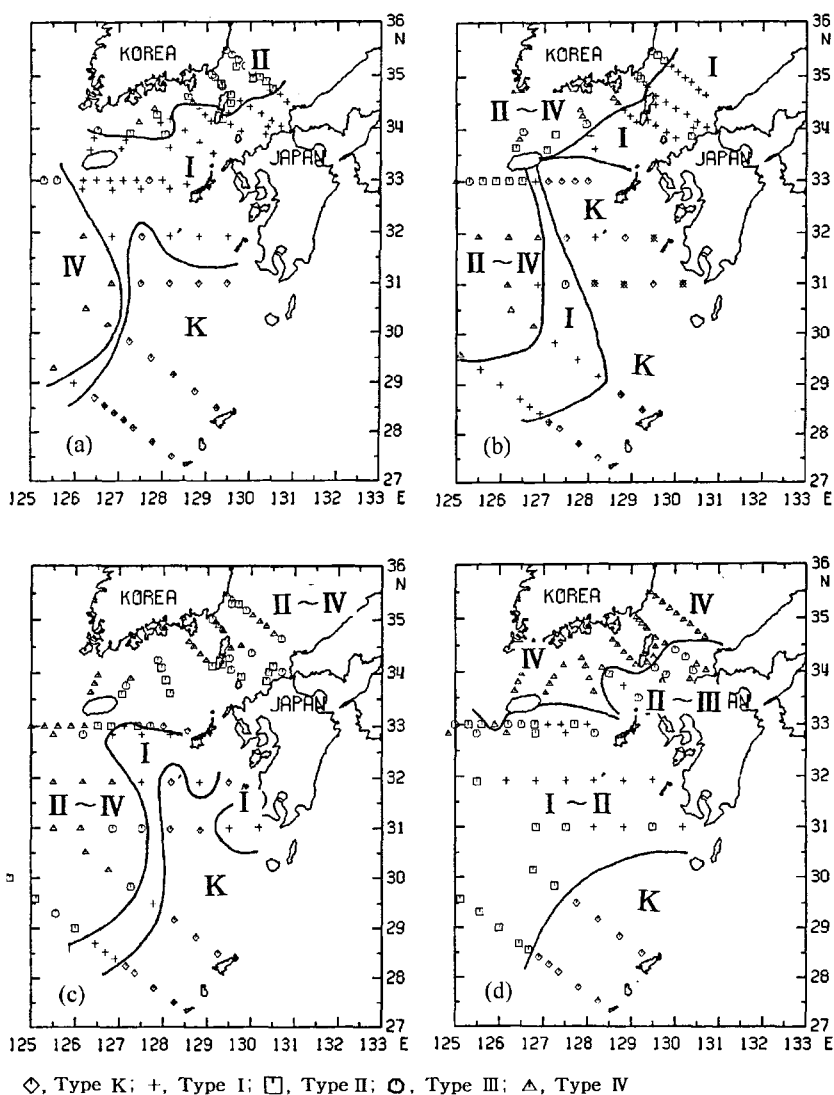 36
N
35
34
33
32
31
30
29
28
27
KOREA
II
JAPAN
I
IV
K
(a)
125 126 127 128 129 130 131 132 133 E
36
N
35
34
33
32
31
30
29
28
27
KOREA
I
II ~ IV
I
JAPAN
K
II ~ IV
I
K
(b)
125 126 127 128 129 130 131 132 133 E
36
N
35
34
33
32
31
30
29
28
27
KOREA
II ~ IV
JAPAN
I
I
II ~ IV
K
(c)
125 126 127 128 129 130 131 132 133 E
36
N
35
34
33
32
31
30
29
28
27
KOREA
IV
IV
II ~ III
AN
I ~ II
K
(d)
125 126 127 128 129 130 131 132 133 E
◇, Type K; +, Type I; □, Type II; ○, Type III; △, Type IV